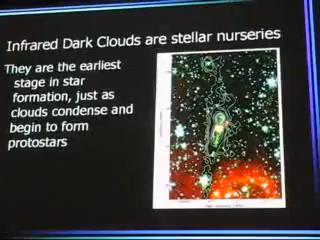 Infrared Dark Clouds are stellar nurseries
They are the earliest
stage in star
formation, just as
clouds condense and
begin to form
protostars